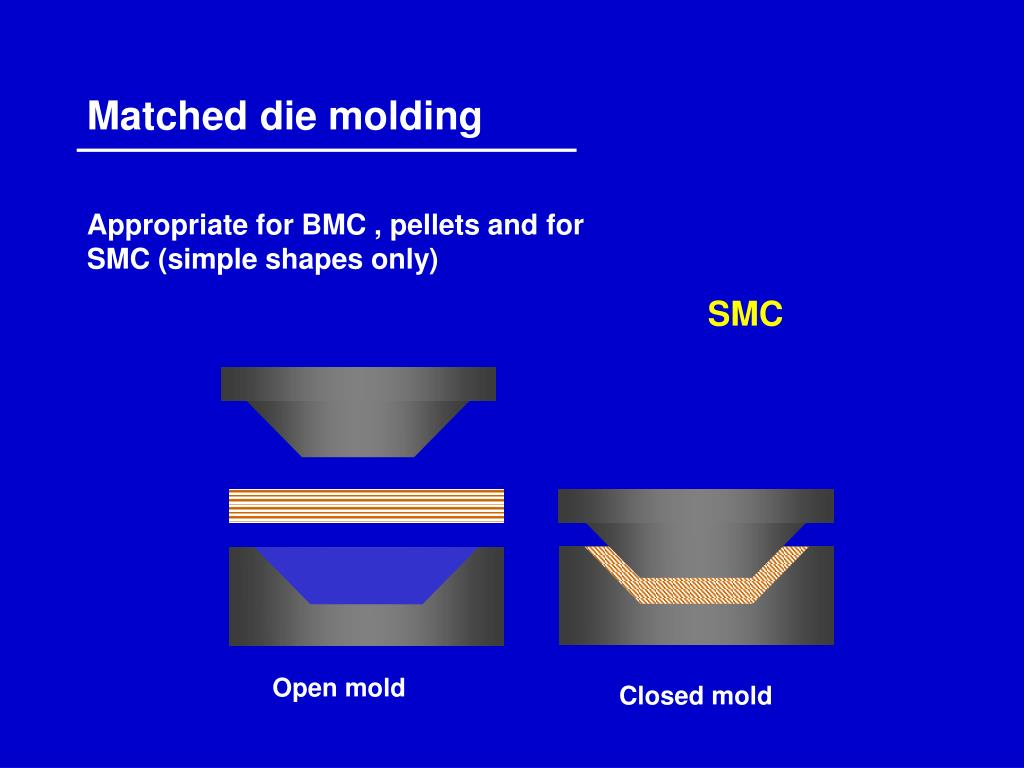 Matched die molding
Appropriate for BMC , pellets and for
SMC (simple shapes only)
SMC
Open mold
Closed mold